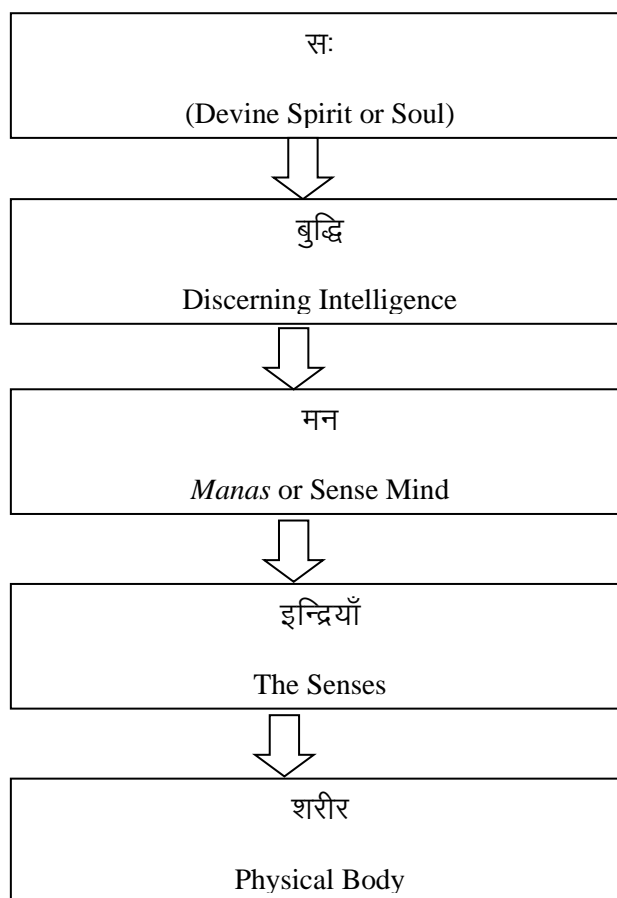 सः
(Devine Spirit or Soul)
बुद्धि
Discerning Intelligence
मन
Manas or Sense Mind
इन्द्रियाँ
The Senses
शरीर
Physical Body